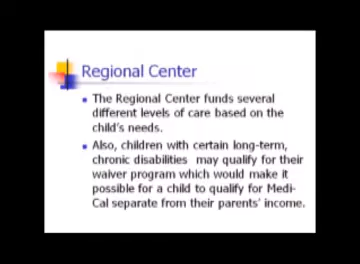 Regional Center
The Regional Center funds several
different levels of care based on the
child's needs.
Also, children with certain long-term,
chronic disabilities may qualify for their
waiver program which would make it
possible for a child to qualify for Medi-
Cal separate from their parents' income.